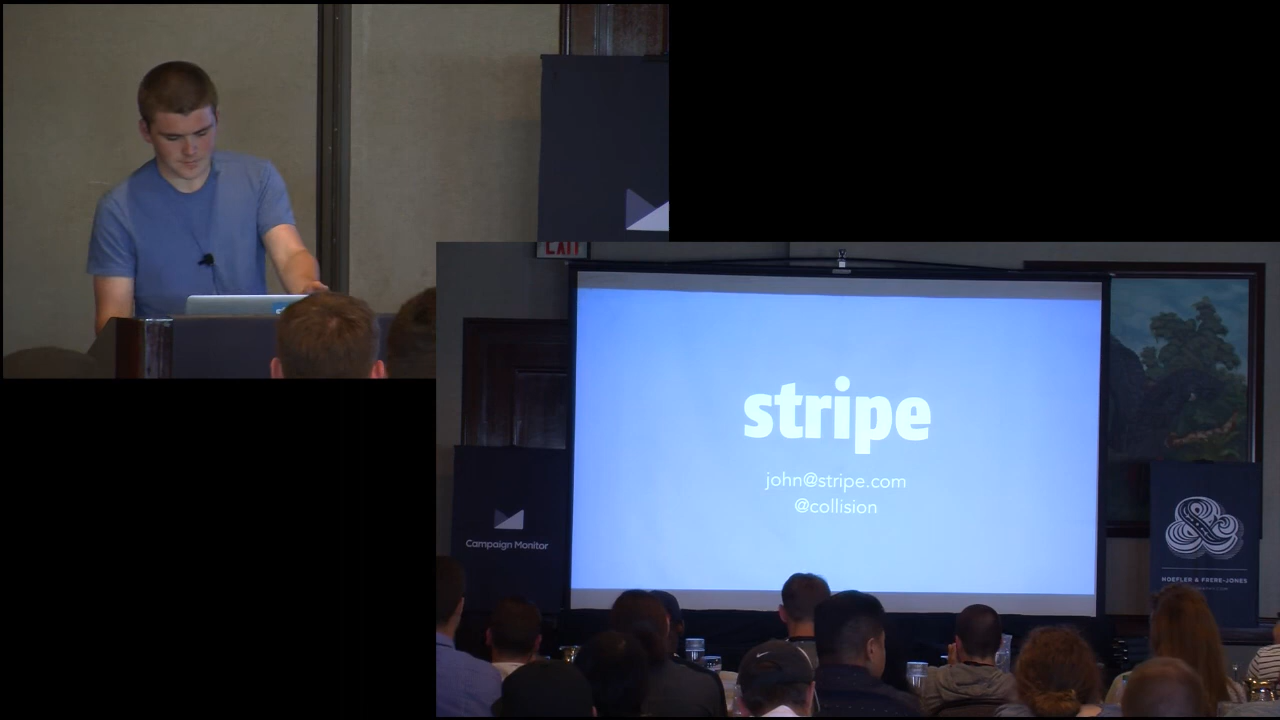 EXIT
stripe
john@stripe.com
@collision
Campaign Monitor
HOEFLER & FRERE-JONES